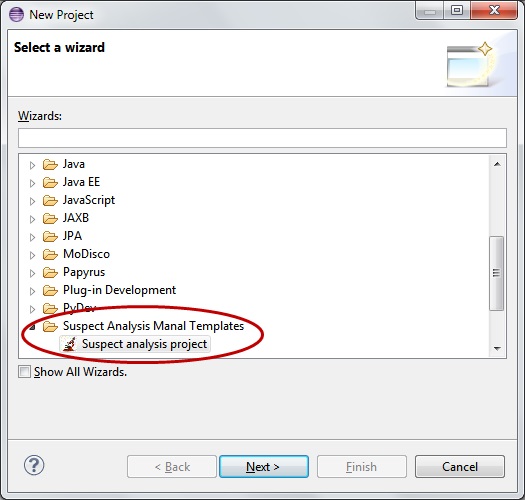 New Project
Select a wizard
Wizards:
Java
Java EE
JavaScript
JAXB
JPA
MoDisco
Papyrus
Plug-in Development
PyDev
Suspect Analysis Manal Templates
Suspect analysis project
Show All Wizards.
< Back
Next >
Finish
Cancel